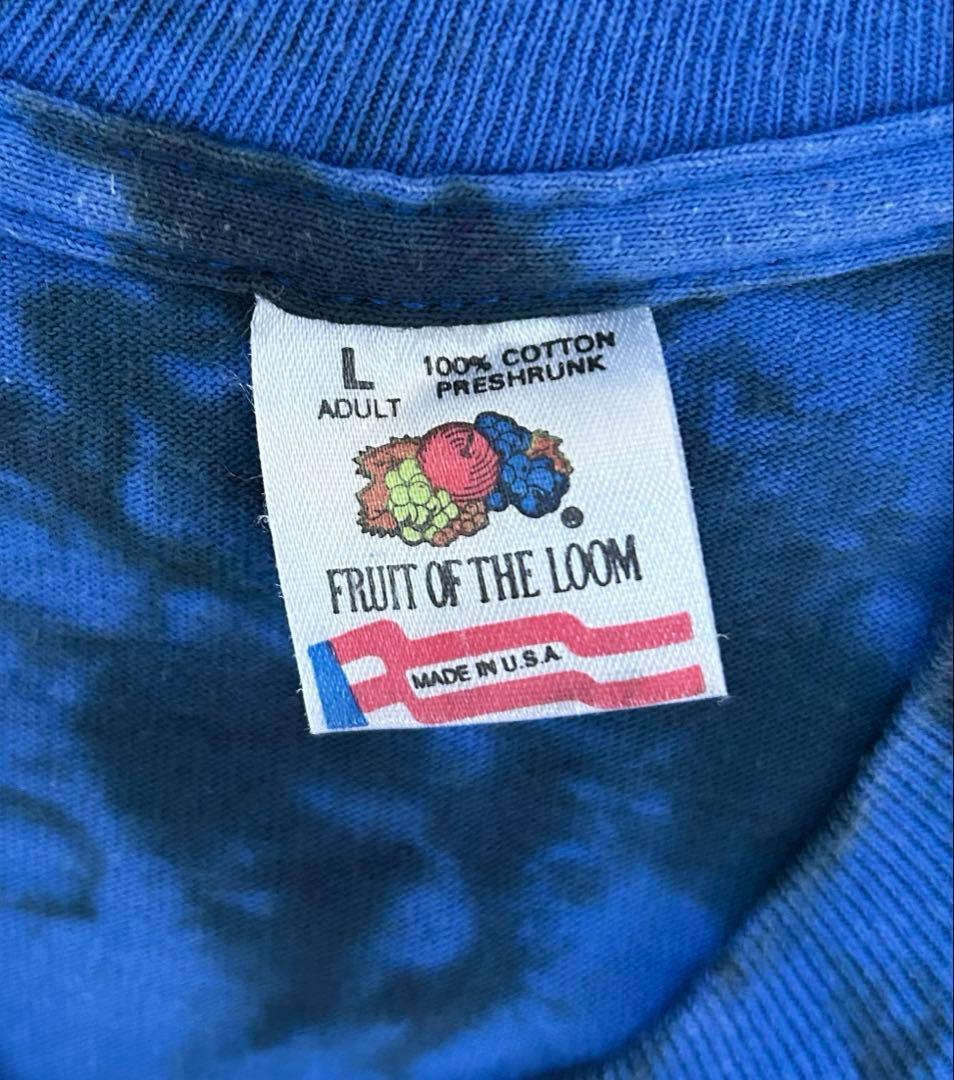 L
ADULT
100% COTTON
PRESHRUNK
FRUIT OF THE LOOM
MADE IN U.S.A.